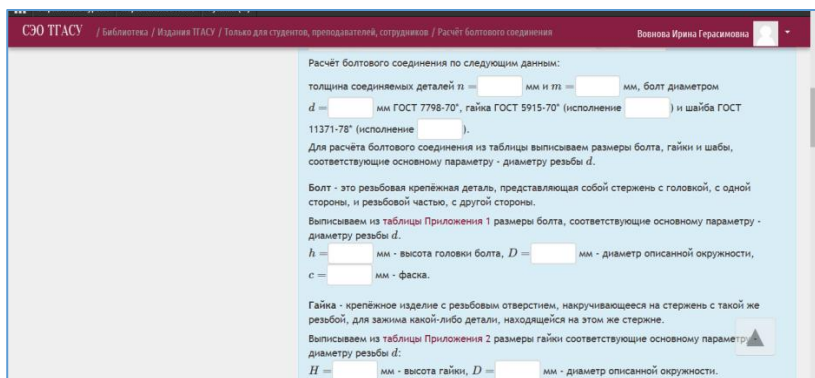 СЭО ТГАСУ / Библиотека / Издания ТГАСУ / Только для студентов, преподавателей, сотрудников / Расчёт болтового соединения Вовнова Ирина Герасимовна
Расчёт болтового соединения по следующим данным:
толщина соединяемых деталей n = мм и m = мм, болт диаметром
d = мм ГОСТ 7798-70*, гайка ГОСТ 5915-70* (исполнение ) и шайба ГОСТ
11371-78* (исполнение ).
Для расчёта болтового соединения из таблицы выписываем размеры болта, гайки и шабы,
соответствующие основному параметру - диаметру резьбы d.
Болт - это резьбовая крепёжная деталь, представляющая собой стержень с головкой, с одной
стороны, и резьбовой частью, с другой стороны.
Выписываем из таблицы Приложения 1 размеры болта, соответствующие основному параметру -
диаметру резьбы d.
h = мм - высота головки болта, D = мм - диаметр описанной окружности,
c = мм - фаска.
Гайка - крепёжное изделие с резьбовым отверстием, накручивающееся на стержень с такой же
резьбой, для зажима какой-либо детали, находящейся на этом же стержне.
Выписываем из таблицы Приложения 2 размеры гайки соответствующие основному параметру
диаметру резьбы d:
H = мм - высота гайки, D = мм - диаметр описанной окружности.